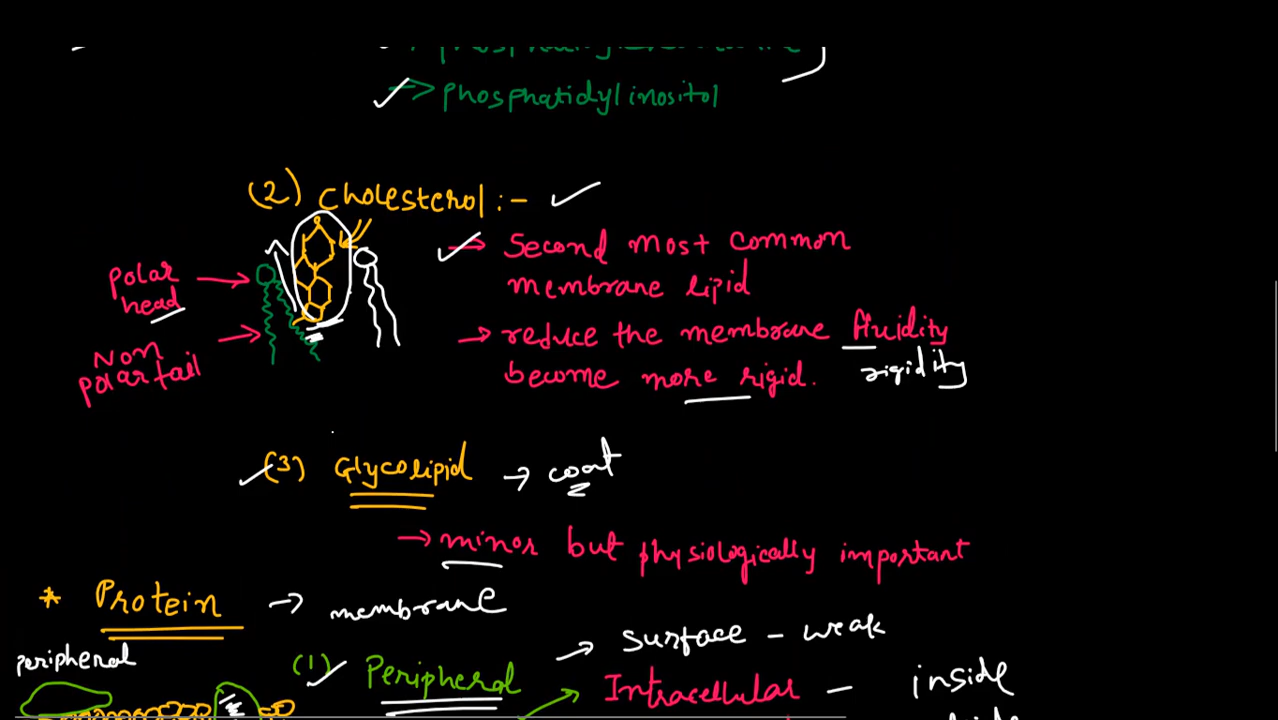 => phosphatidyl inositol
(2) Cholesterol :-
=> Second most common
membrane lipid
polar
head
Non
polar tail
-> reduce the membrane fluidity
become more rigid. rigidity
(3) Glycolipid -> coat
-> minor but physiologically important
* Protein -> membrane
peripheral
(1) Peripheral
-> Surface - weak
Intracellular - inside